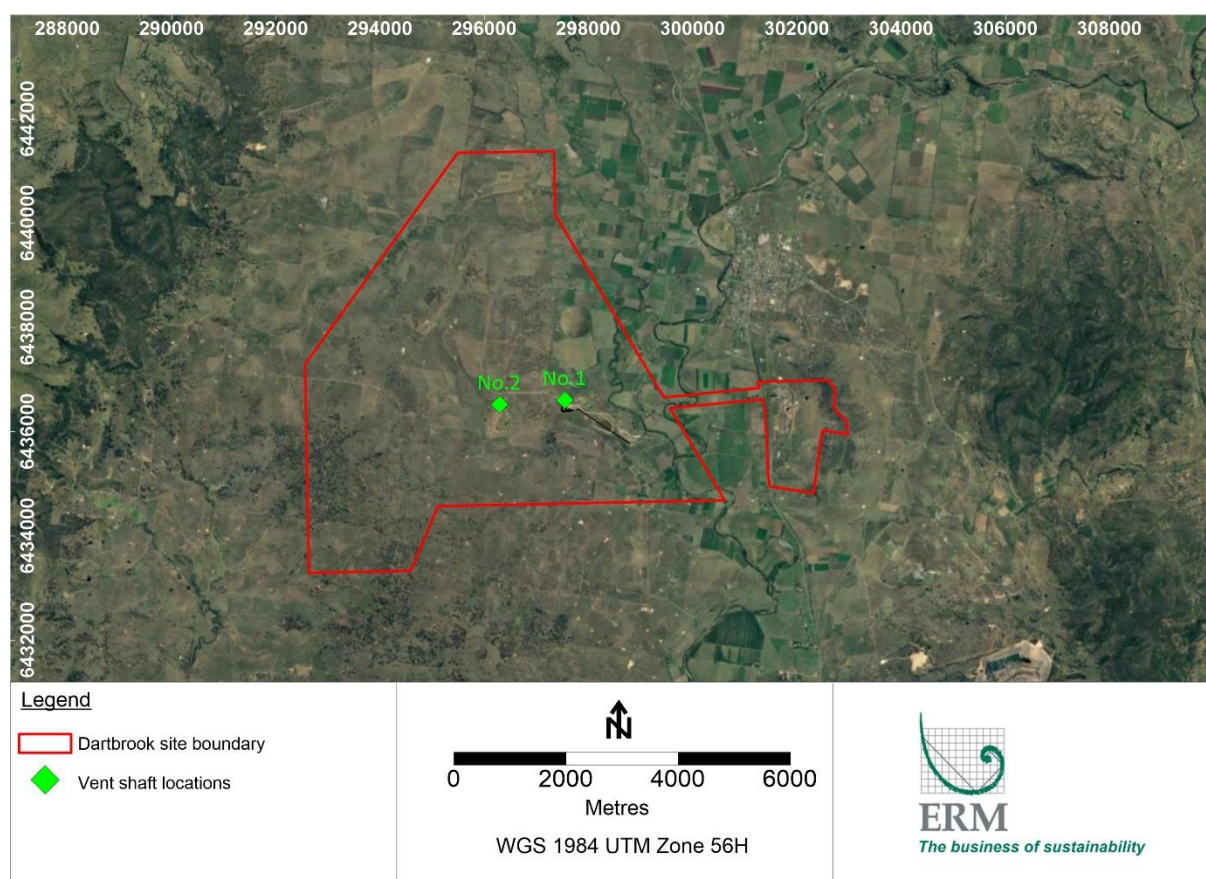 288000 290000 292000 294000 296000 298000 300000 302000 304000 306000 308000
6442000
6440000
6438000
6436000
6434000
6432000
No.2 No.1
Legend
Dartbrook site boundary
Vent shaft locations
N
0 2000 4000 6000
Metres
WGS 1984 UTM Zone 56H
ERM
The business of sustainability